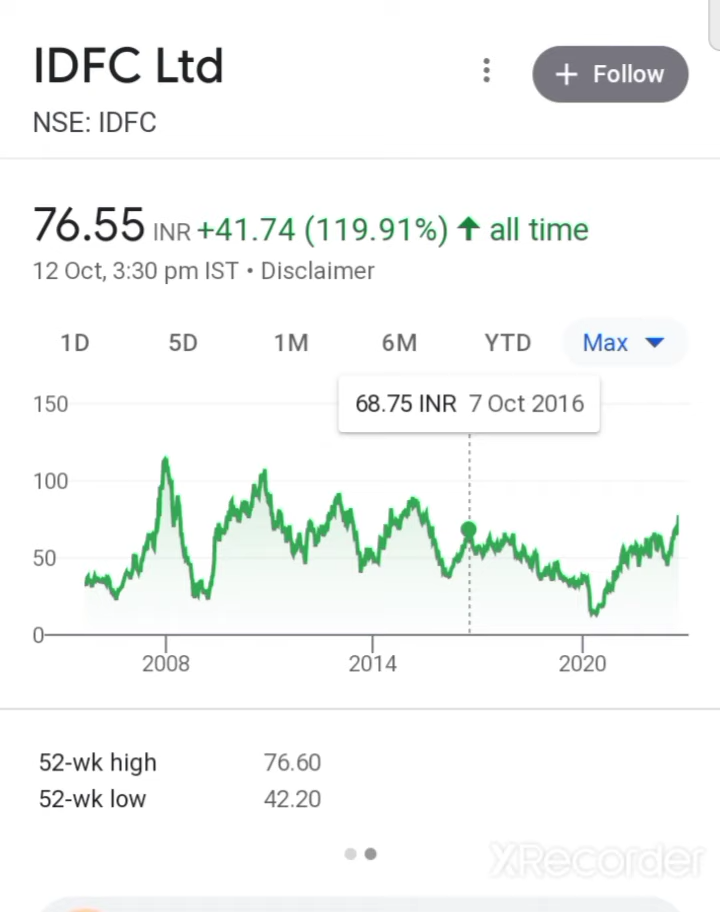 IDFC Ltd
+ Follow
NSE: IDFC
76.55 INR +41.74 (119.91%) ↑ all time
12 Oct, 3:30 pm IST • Disclaimer
1D 5D 1M 6M YTD Max
68.75 INR 7 Oct 2016
150
100
50
0
2008 2014 2020
52-wk high 76.60
52-wk low 42.20
XRecorder